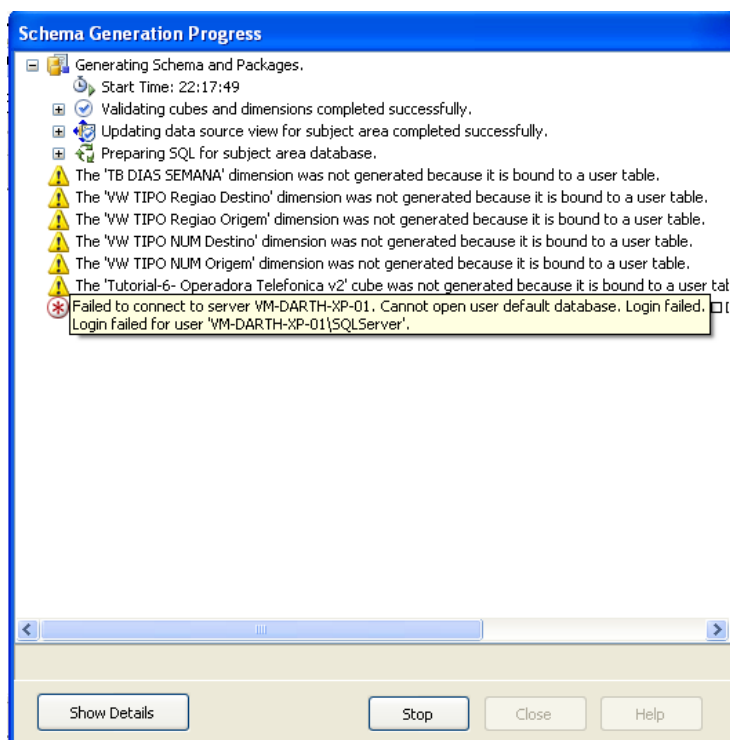 Schema Generation Progress
Generating Schema and Packages.
Start Time: 22:17:49
Validating cubes and dimensions completed successfully.
Updating data source view for subject area completed successfully.
Preparing SQL for subject area database.
The 'TB DIAS SEMANA' dimension was not generated because it is bound to a user table.
The 'VW TIPO Regiao Destino' dimension was not generated because it is bound to a user table.
The 'VW TIPO Regiao Origem' dimension was not generated because it is bound to a user table.
The 'VW TIPO NUM Destino' dimension was not generated because it is bound to a user table.
The 'VW TIPO NUM Origem' dimension was not generated because it is bound to a user table.
The 'Tutorial-6- Operadora Telefonica v2' cube was not generated because it is bound to a user tab
Failed to connect to server VM-DARTH-XP-01. Cannot open user default database. Login failed.
Login failed for user 'VM-DARTH-XP-01\SQLServer'.
Show Details
Stop
Close
Help